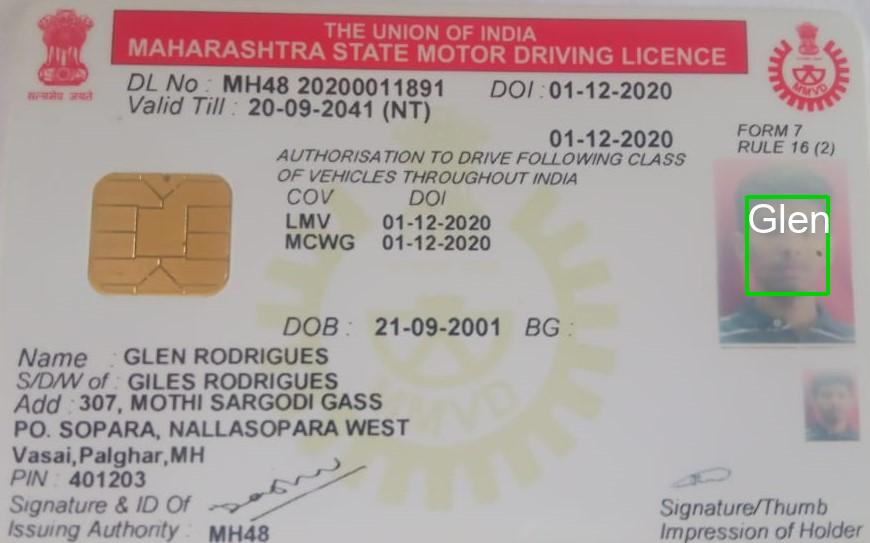 THE UNION OF INDIA
MAHARASHTRA STATE MOTOR DRIVING LICENCE
सत्यमेव जयते
MMVD
DL No : MH48 20200011891 DOI : 01-12-2020
Valid Till : 20-09-2041 (NT)
01-12-2020
FORM 7
RULE 16 (2)
AUTHORISATION TO DRIVE FOLLOWING CLASS
OF VEHICLES THROUGHOUT INDIA
COV DOI
LMV 01-12-2020
MCWG 01-12-2020
Glen
MMVD
DOB : 21-09-2001 BG :
Name : GLEN RODRIGUES
S/D/W of : GILES RODRIGUES
Add : 307, MOTHI SARGODI GASS
PO. SOPARA, NALLASOPARA WEST
Vasai,Palghar,MH
PIN : 401203
Signature & ID Of
Issuing Authority : MH48
Signature/Thumb
Impression of Holder